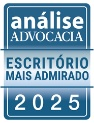 análise
ADVOCACIA
ESCRITÓRIO
MAIS ADMIRADO
2025